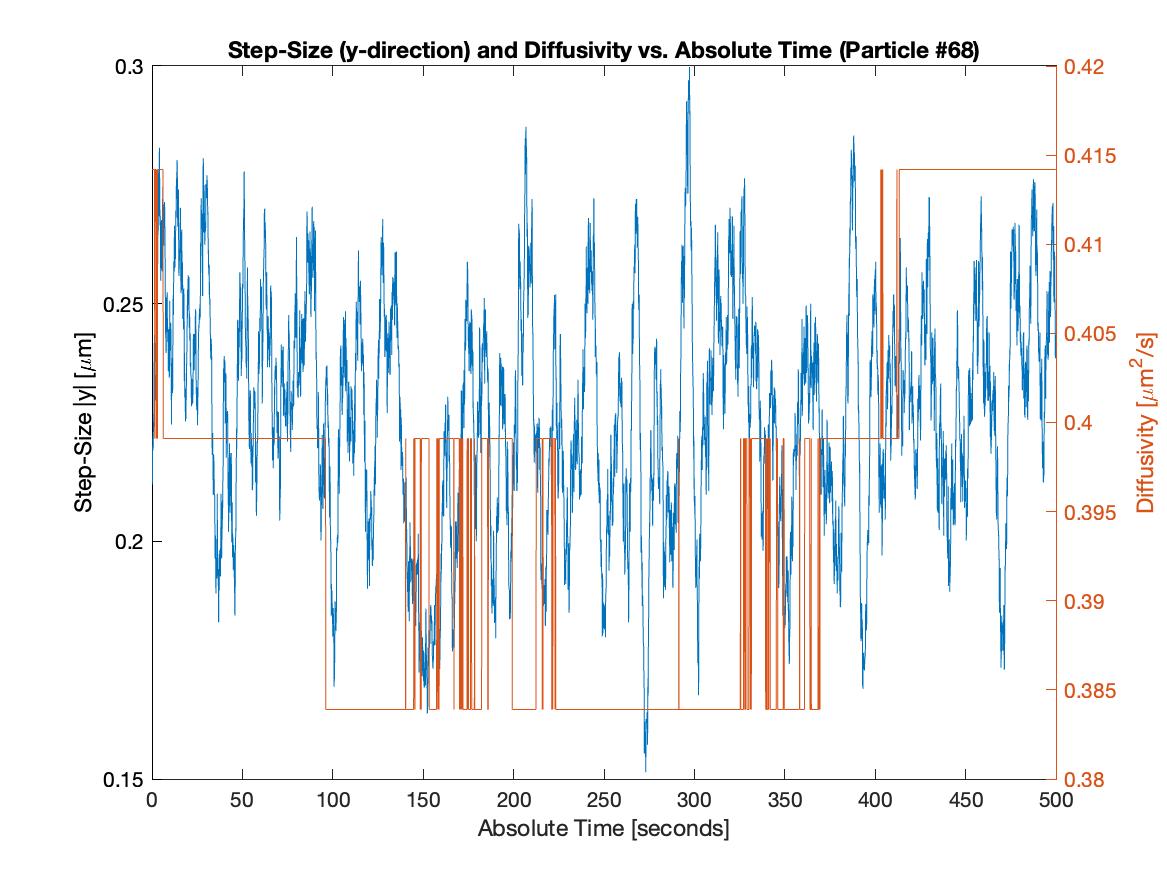 Step-Size (y-direction) and Diffusivity vs. Absolute Time (Particle #68)
0.3
0.25
0.2
0.15
Step-Size |y| [μm]
0.42
0.415
0.41
0.405
0.4
0.395
0.39
0.385
0.38
Diffusivity [μm²/s]
0 50 100 150 200 250 300 350 400 450 500
Absolute Time [seconds]